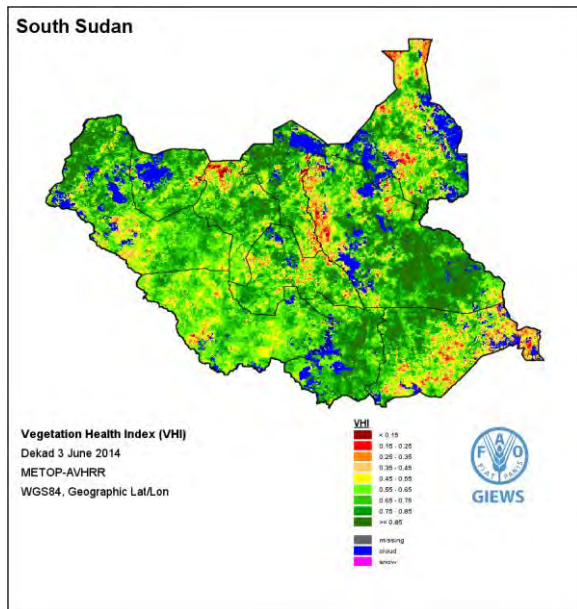 South Sudan
Vegetation Health Index (VHI)
Dekad 3 June 2014
METOP-AVHRR
WGS84, Geographic Lat/Lon
VHI
< 0.15
0.15 - 0.25
0.25 - 0.35
0.35 - 0.45
0.45 - 0.55
0.55 - 0.65
0.65 - 0.75
0.75 - 0.85
>= 0.85
missing
cloud
snow
F A O
FIAT PANIS
GIEWS